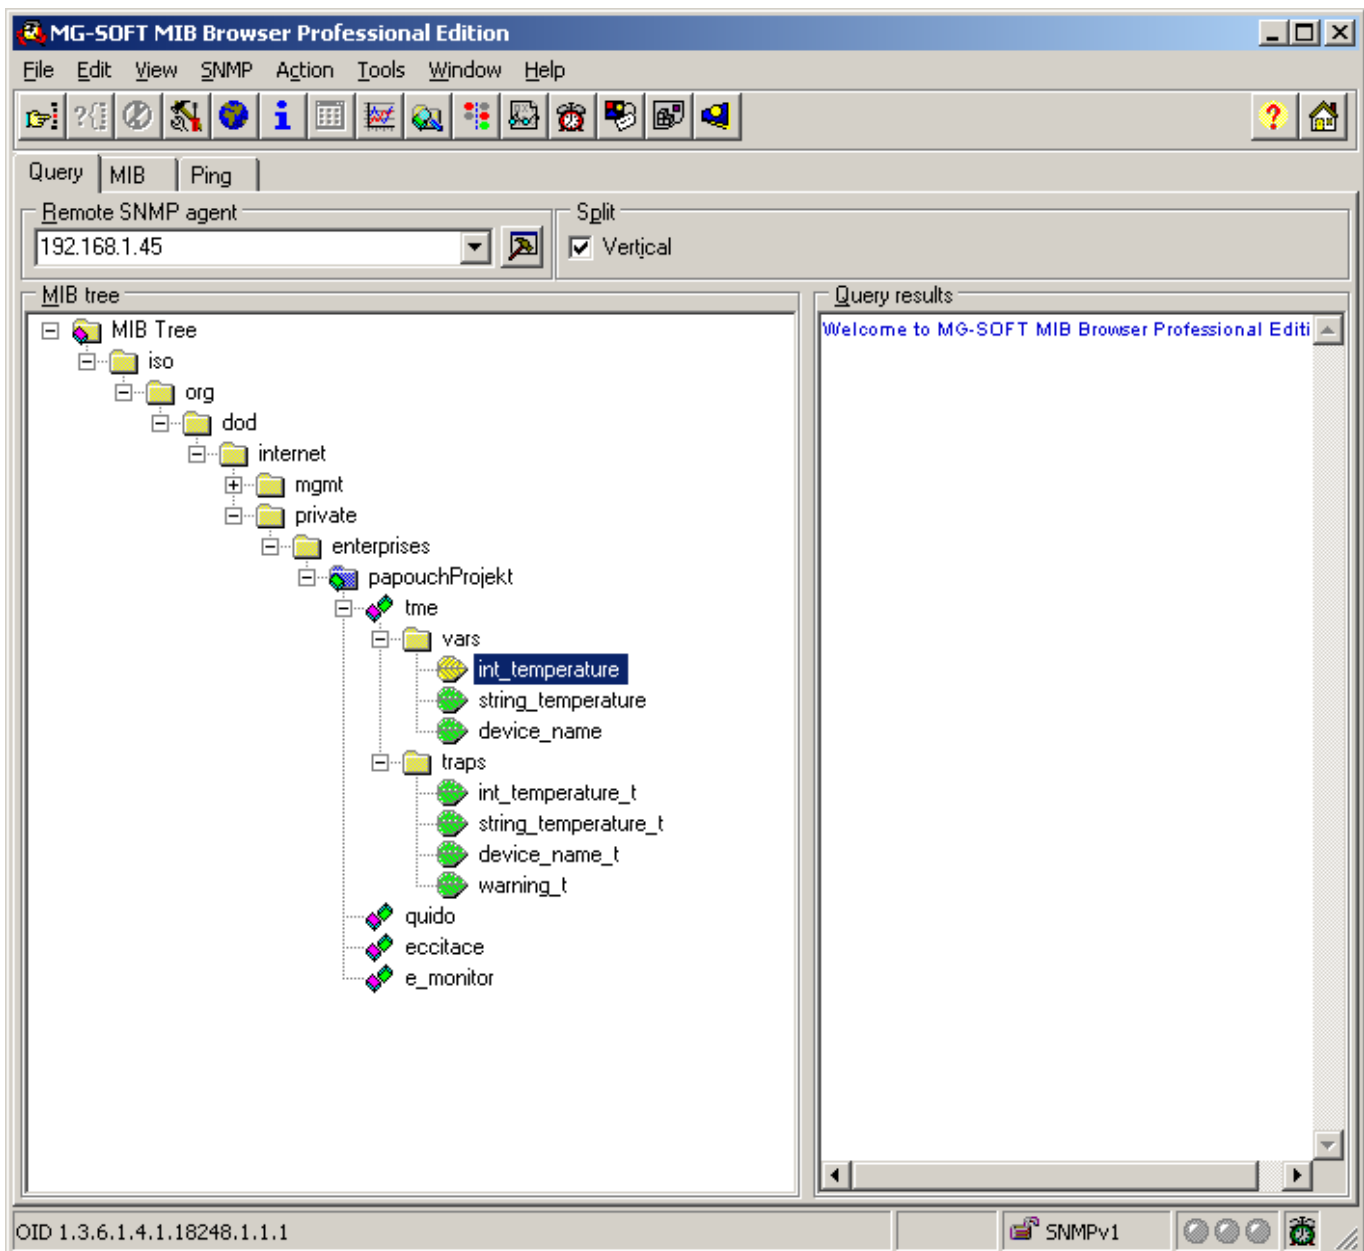 MG-SOFT MIB Browser Professional Edition
File Edit View SNMP Action Tools Window Help
Query MIB Ping
Remote SNMP agent
Split
192.168.1.45
Vertical
MIB tree
Query results
MIB Tree
Welcome to MG-SOFT MIB Browser Professional Editi
iso
org
dod
internet
mgmt
private
enterprises
papouchProjekt
tme
vars
int_temperature
string_temperature
device_name
traps
int_temperature_t
string_temperature_t
device_name_t
warning_t
quido
eccitace
e_monitor
OID 1.3.6.1.4.1.18248.1.1.1
SNMPv1